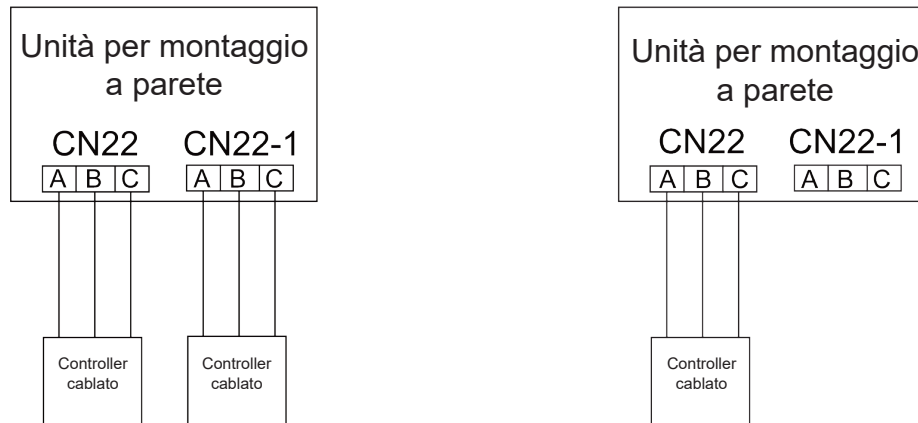 Unità per montaggio
a parete
CN22 CN22-1
A B C A B C
Controller
cablato
Controller
cablato
Unità per montaggio
a parete
CN22 CN22-1
A B C A B C
Controller
cablato